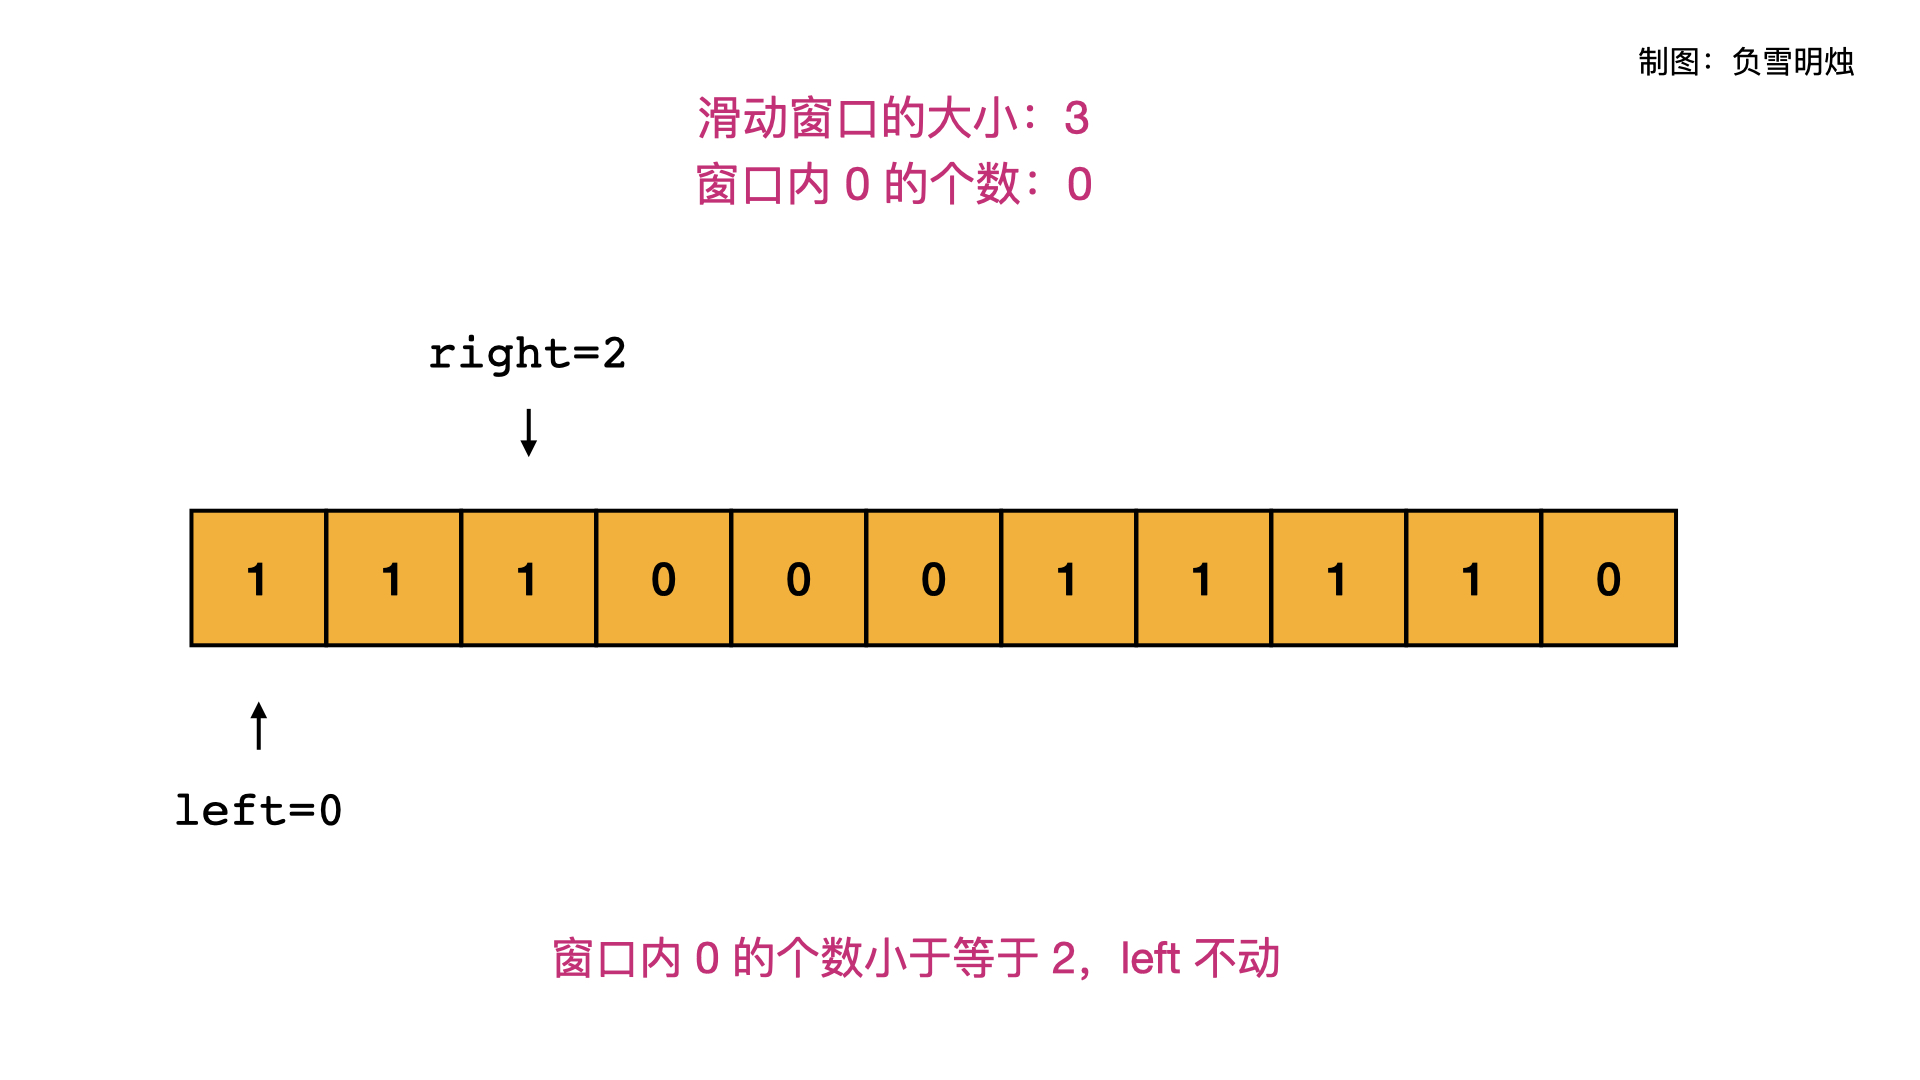 制图：负雪明烛
滑动窗口的大小：3
窗口内 0 的个数：0
right=2
1 1 1 0 0 0 1 1 1 1 0
left=0
窗口内 0 的个数小于等于 2，left 不动